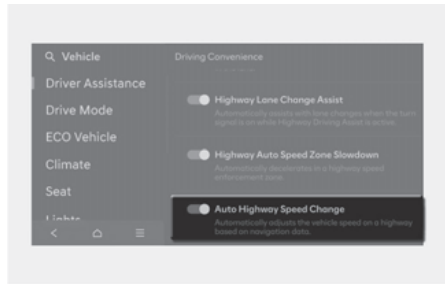 Vehicle
Driving Convenience
Driver Assistance
Highway Lane Change Assist
Automatically assists with lane changes when the turn
signal is on while Highway Driving Assist is active.
Drive Mode
ECO Vehicle
Highway Auto Speed Zone Slowdown
Automatically decelerates in a highway speed
enforcement zone.
Climate
Seat
Auto Highway Speed Change
Automatically adjusts the vehicle speed on a highway
based on navigation data.
Lights